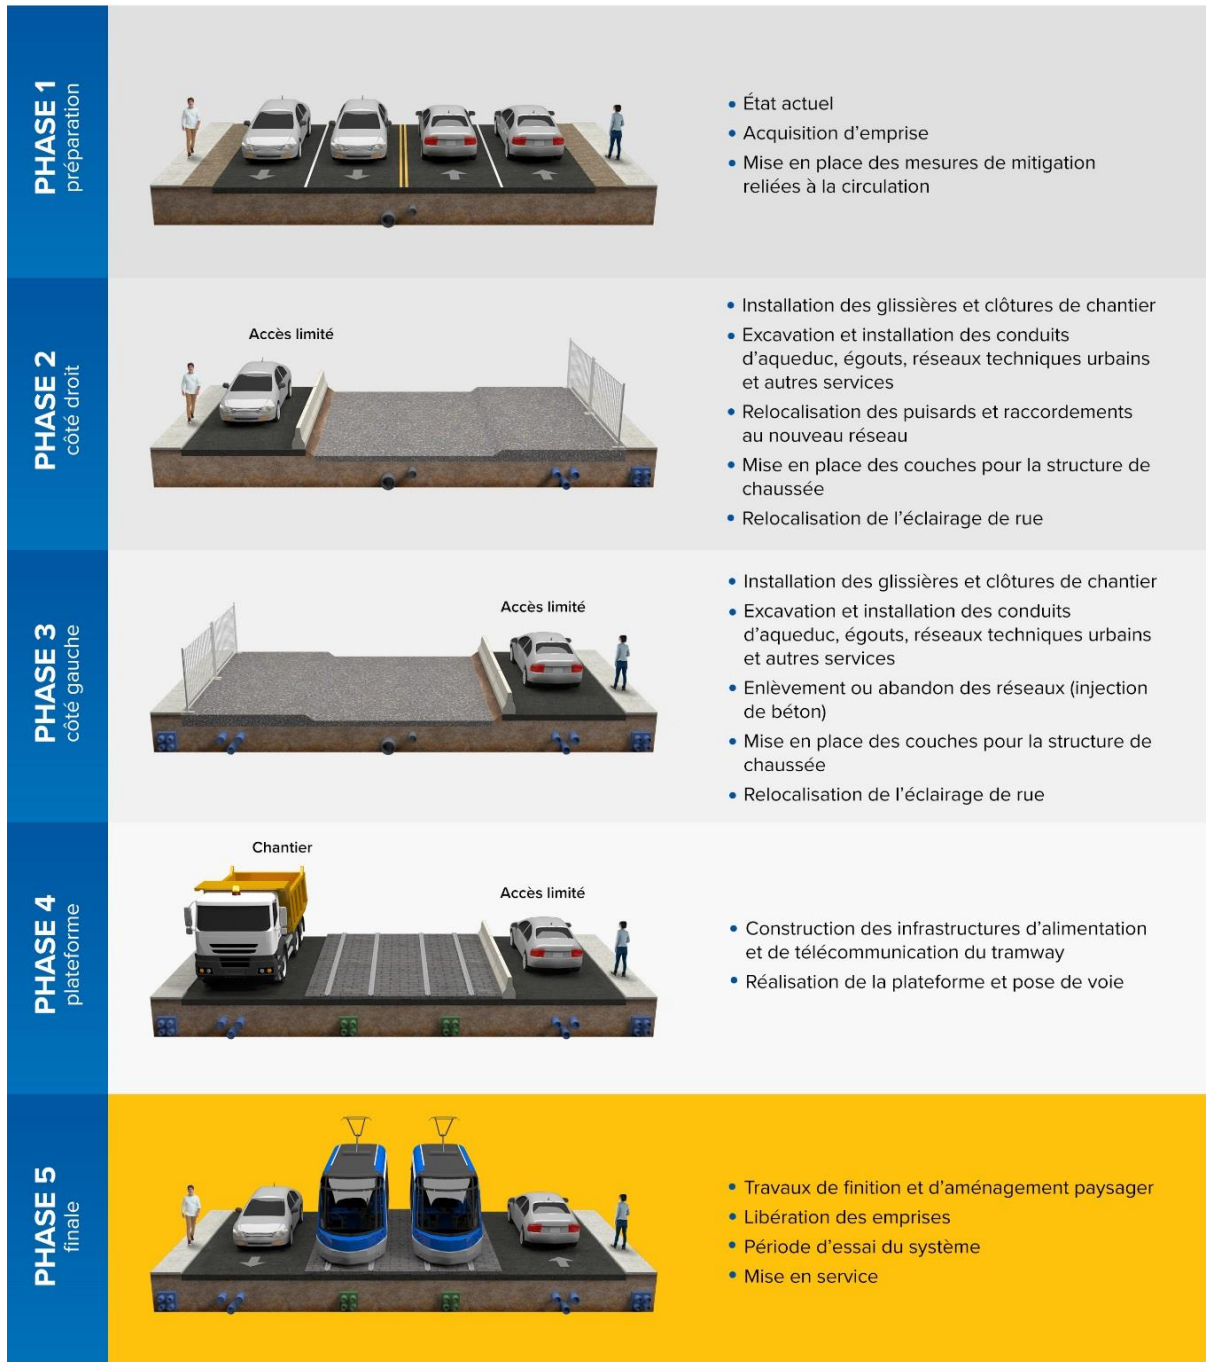 PHASE 1
préparation
• État actuel
• Acquisition d’emprise
• Mise en place des mesures de mitigation
reliées à la circulation
PHASE 2
côté droit
Accès limité
• Installation des glissières et clôtures de chantier
• Excavation et installation des conduits
d’aqueduc, égouts, réseaux techniques urbains
et autres services
• Relocalisation des puisards et raccordements
au nouveau réseau
• Mise en place des couches pour la structure de
chaussée
• Relocalisation de l’éclairage de rue
PHASE 3
côté gauche
Accès limité
• Installation des glissières et clôtures de chantier
• Excavation et installation des conduits
d’aqueduc, égouts, réseaux techniques urbains
et autres services
• Enlèvement ou abandon des réseaux (injection
de béton)
• Mise en place des couches pour la structure de
chaussée
• Relocalisation de l’éclairage de rue
PHASE 4
plateforme
Chantier
Accès limité
• Construction des infrastructures d’alimentation
et de télécommunication du tramway
• Réalisation de la plateforme et pose de voie
PHASE 5
finale
• Travaux de finition et d’aménagement paysager
• Libération des emprises
• Période d’essai du système
• Mise en service